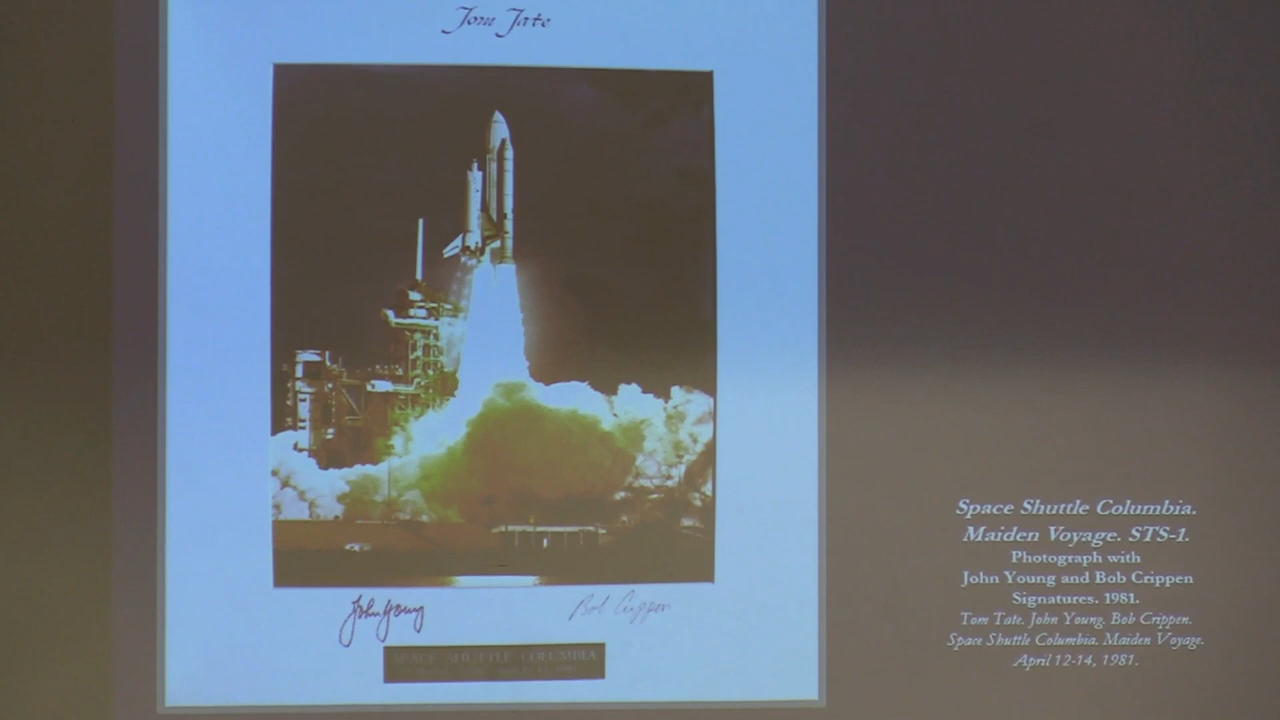 Tom Tate
John Young
Bob Crippen
SPACE SHUTTLE COLUMBIA
Space Shuttle Columbia.
Maiden Voyage. STS-1.
Photograph with
John Young and Bob Crippen
Signatures. 1981.
Tom Tate. John Young. Bob Crippen.
Space Shuttle Columbia. Maiden Voyage.
April 12-14, 1981.